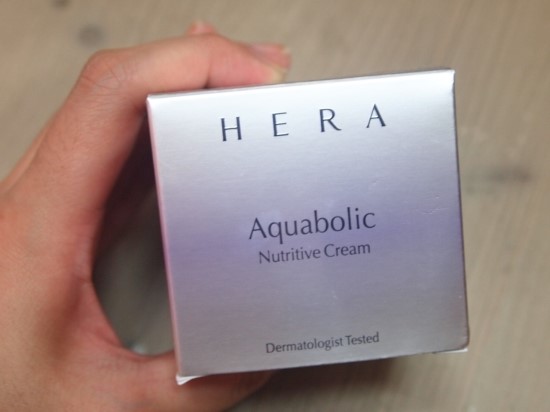 HERA
Aquabolic
Nutritive Cream
Dermatologist Tested